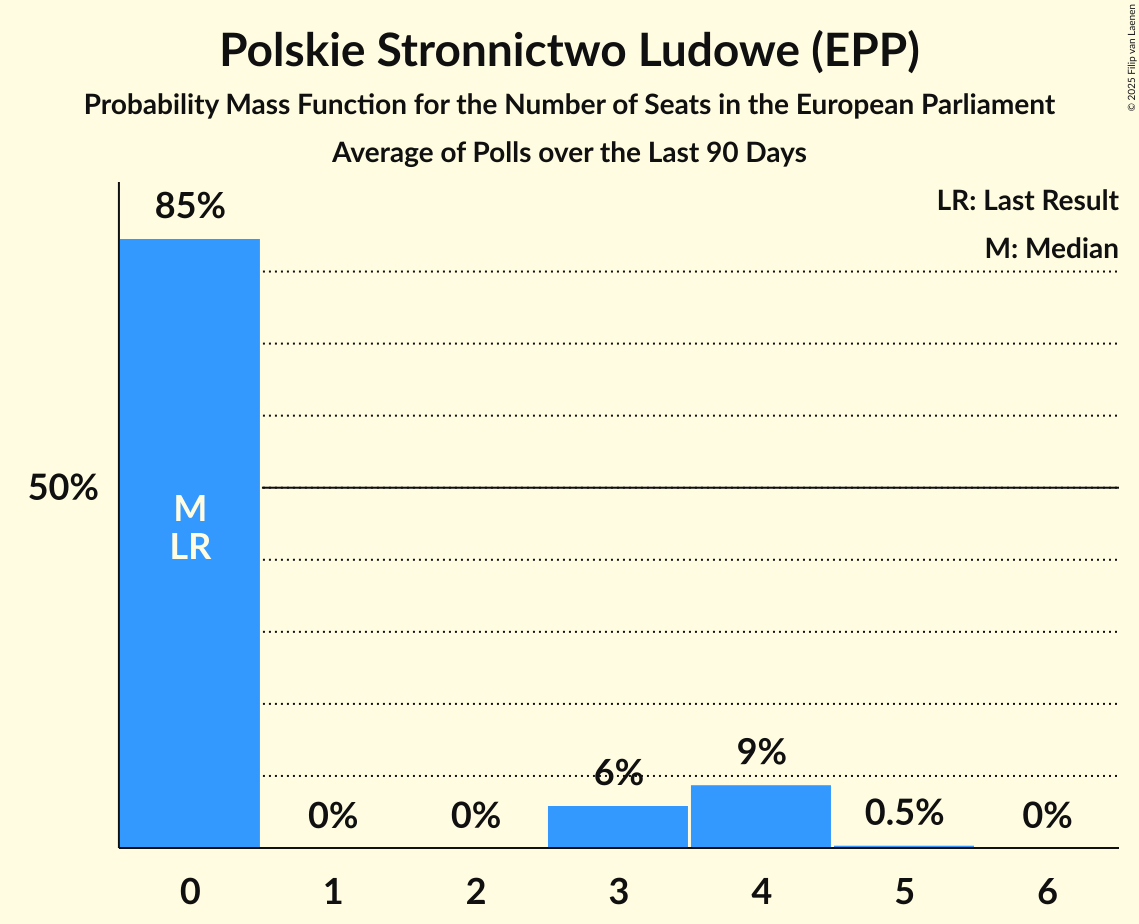 Polskie Stronnictwo Ludowe (EPP)
Probability Mass Function for the Number of Seats in the European Parliament
Average of Polls over the Last 90 Days
© 2025 Filip van Laenen
LR: Last Result
M: Median
85%
50%
M
LR
0%
0%
6%
9%
0.5%
0%
0
1
2
3
4
5
6